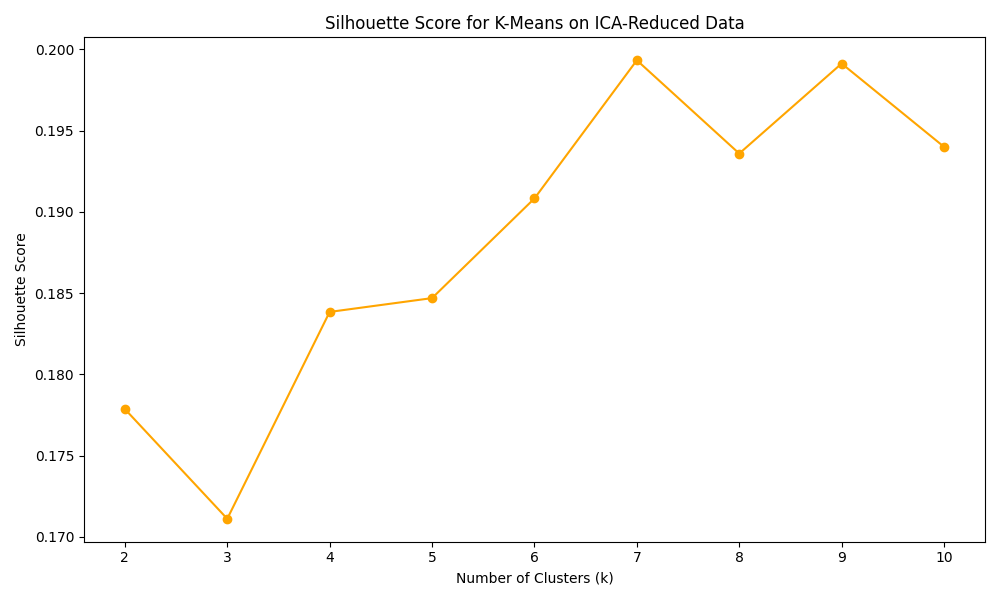 Silhouette Score for K-Means on ICA-Reduced Data
Silhouette Score
0.200
0.195
0.190
0.185
0.180
0.175
0.170
2 3 4 5 6 7 8 9 10
Number of Clusters (k)